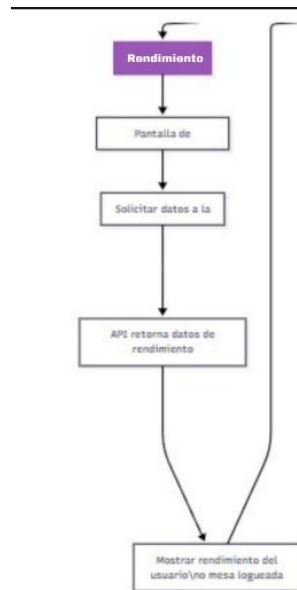 Rendimiento
Pantalla de
Solicitar datos a la
API retorna datos de
rendimiento
Mostrar rendimiento del
usuario\no mesa logueada